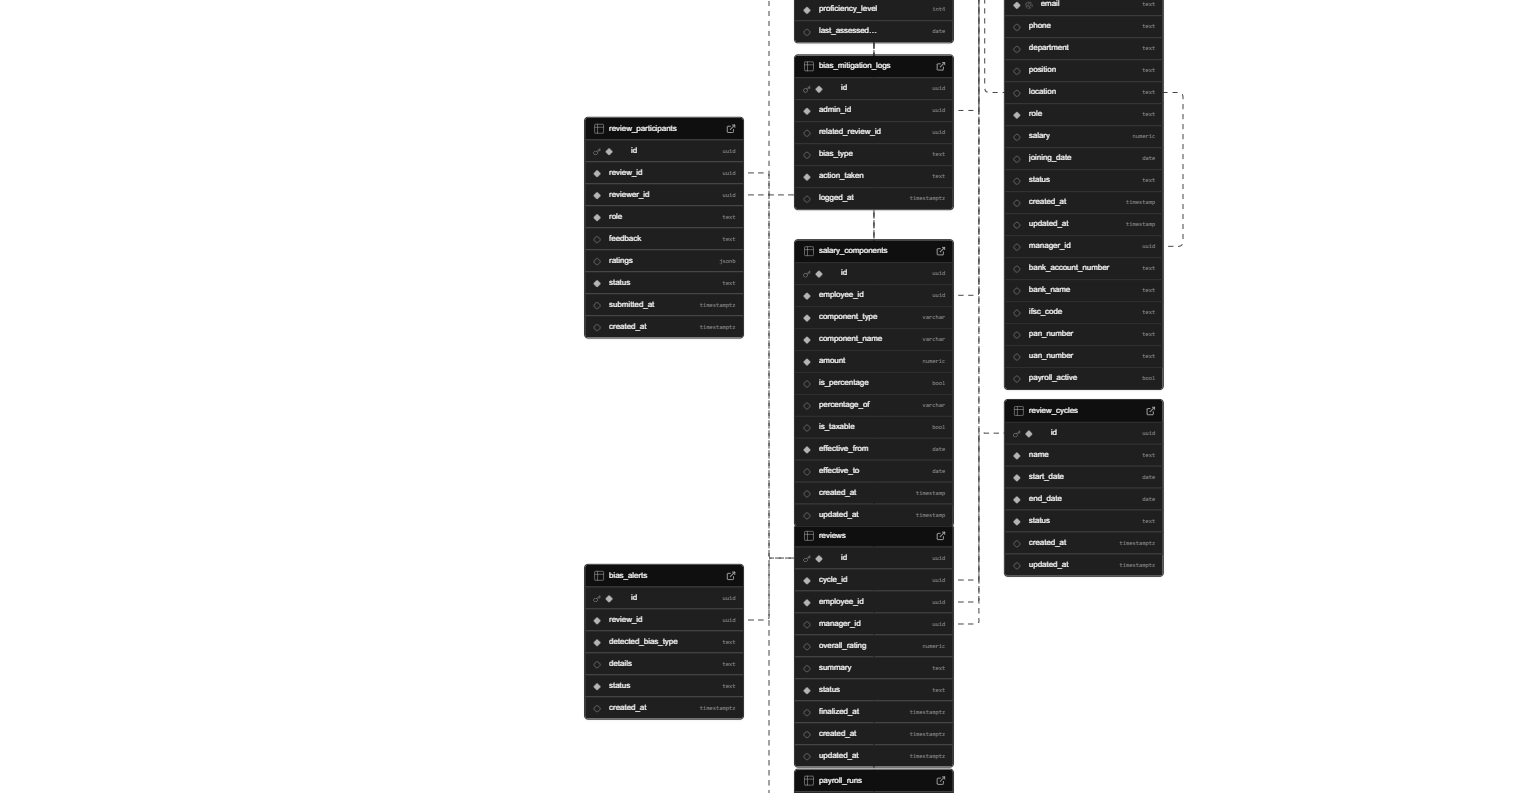 review_participants
id uuid
review_id uuid
reviewer_id uuid
role text
feedback text
ratings jsonb
status text
submitted_at timestamptz
created_at timestamptz
bias_alerts
id uuid
review_id uuid
detected_bias_type text
details text
status text
created_at timestamptz
proficiency_level int4
last_assessed... date
bias_mitigation_logs
id uuid
admin_id uuid
related_review_id uuid
bias_type text
action_taken text
logged_at timestamptz
salary_components
id uuid
employee_id uuid
component_type varchar
component_name varchar
amount numeric
is_percentage bool
percentage_of varchar
is_taxable bool
effective_from date
effective_to date
created_at timestamp
updated_at timestamp
reviews
id uuid
cycle_id uuid
employee_id uuid
manager_id uuid
overall_rating numeric
summary text
status text
finalized_at timestamptz
created_at timestamptz
updated_at timestamptz
payroll_runs
email text
phone text
department text
position text
location text
role text
salary numeric
joining_date date
status text
created_at timestamp
updated_at timestamp
manager_id uuid
bank_account_number text
bank_name text
ifsc_code text
pan_number text
uan_number text
payroll_active bool
review_cycles
id uuid
name text
start_date date
end_date date
status text
created_at timestamptz
updated_at timestamptz